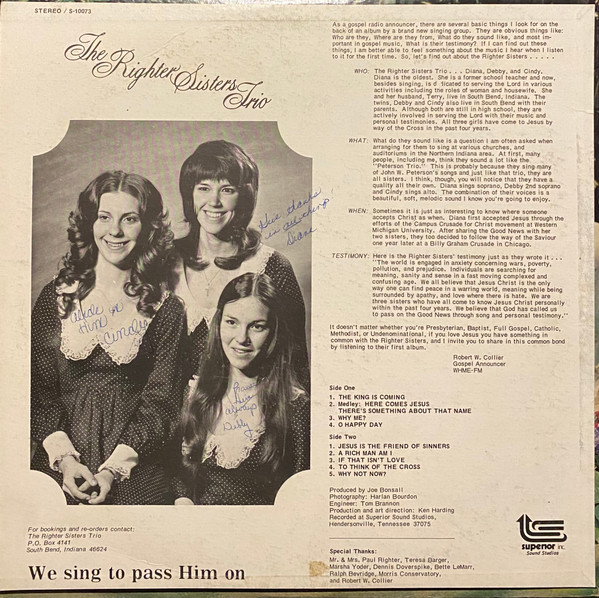 STEREO / S-10073
The
Righter Sisters
Trio
As a gospel radio announcer, there are several basic things I look for on the
back of an album by a brand new singing group. They are obvious things like:
Who are they, Where are they from, What do they sound like, and most im-
portant in gospel music, What is their testimony? If I can find out these
things, I am better able to feel something about the music I hear when I listen
to it for the first time. So, let's find out about the Righter Sisters . . . . .
WHO: The Righter Sisters Trio . . . Diana, Debby, and Cindy.
Diana is the oldest. She is a former school teacher and now,
besides singing, is dedicated to serving the Lord in various
activities including the roles of woman and housewife. She
and her husband, Terry, live in South Bend, Indiana. The
twins, Debby and Cindy also live in South Bend with their
parents. Although both are still in high school, they are
actively involved in serving the Lord with their music and
personal testimonies. All three girls have come to Jesus by
way of the Cross in the past four years.
WHAT: What do they sound like is a question I am often asked when
arranging for them to sing at various churches, and
auditoriums in the Northern Indiana area. At first, many
people, including me, think they sound a lot like the
"Peterson Trio." This is probably because they sing many
of John W. Peterson's songs and just like that trio, they are
all sisters. I think, though, you will notice that they have a
quality all their own. Diana sings soprano, Debby 2nd soprano
and Cindy sings alto. The combination of their voices is a
beautiful, soft, melodic sound I know you're going to enjoy.
WHEN: Sometimes it is just as interesting to know where someone
accepts Christ as when. Diana first accepted Jesus through the
efforts of the Campus Crusade for Christ movement at Western
Michigan University. After sharing the Good News with her
two sisters, they too decided to follow the way of the Saviour
one year later at a Billy Graham Crusade in Chicago.
TESTIMONY: Here is the Righter Sisters' testimony just as they wrote it . . .
"The world is engaged in anxiety concerning wars, poverty,
pollution, and prejudice. Individuals are searching for
meaning, sanity and sense in a fast moving complexed and
confusing age. We all believe that Jesus Christ is the only
way one can find peace in a warring world, meaning while being
surrounded by apathy, and love where there is hate. We are
three sisters who have all come to know Jesus Christ personally
within the past four years. We believe that God has called us
to pass on the Good News through song and personal testimony."
It doesn't matter whether you're Presbyterian, Baptist, Full Gospel, Catholic,
Methodist, or Undenominational, if you love Jesus you have something in
common with the Righter Sisters, and I invite you to share in this common bond
by listening to their first album.
Robert W. Collier
Gospel Announcer
WHME-FM
Give thanks
in everything
Diane
Abide in
Him
Cindy
Praise
Him
always
Debby
Side One
1. THE KING IS COMING
2. Medley: HERE COMES JESUS
THERE'S SOMETHING ABOUT THAT NAME
3. WHY ME?
4. O HAPPY DAY
Side Two
1. JESUS IS THE FRIEND OF SINNERS
2. A RICH MAN AM I
3. IF THAT ISN'T LOVE
4. TO THINK OF THE CROSS
5. WHY NOT NOW?
Produced by Joe Bonsall
Photography: Harlan Bourdon
Engineer: Tom Brannon
Production and art direction: Ken Harding
Recorded at Superior Sound Studios,
Hendersonville, Tennessee 37075
For bookings and re-orders contact:
The Righter Sisters Trio
P.O. Box 4141
South Bend, Indiana 46624
We sing to pass Him on
Special Thanks:
Mr. & Mrs. Paul Righter, Teresa Barger,
Marsha Yoder, Dennis Doverspike, Bette LeMarr,
Ralph Bevridge, Morris Conservatory,
and Robert W. Collier
superior inc.
Sound Studios